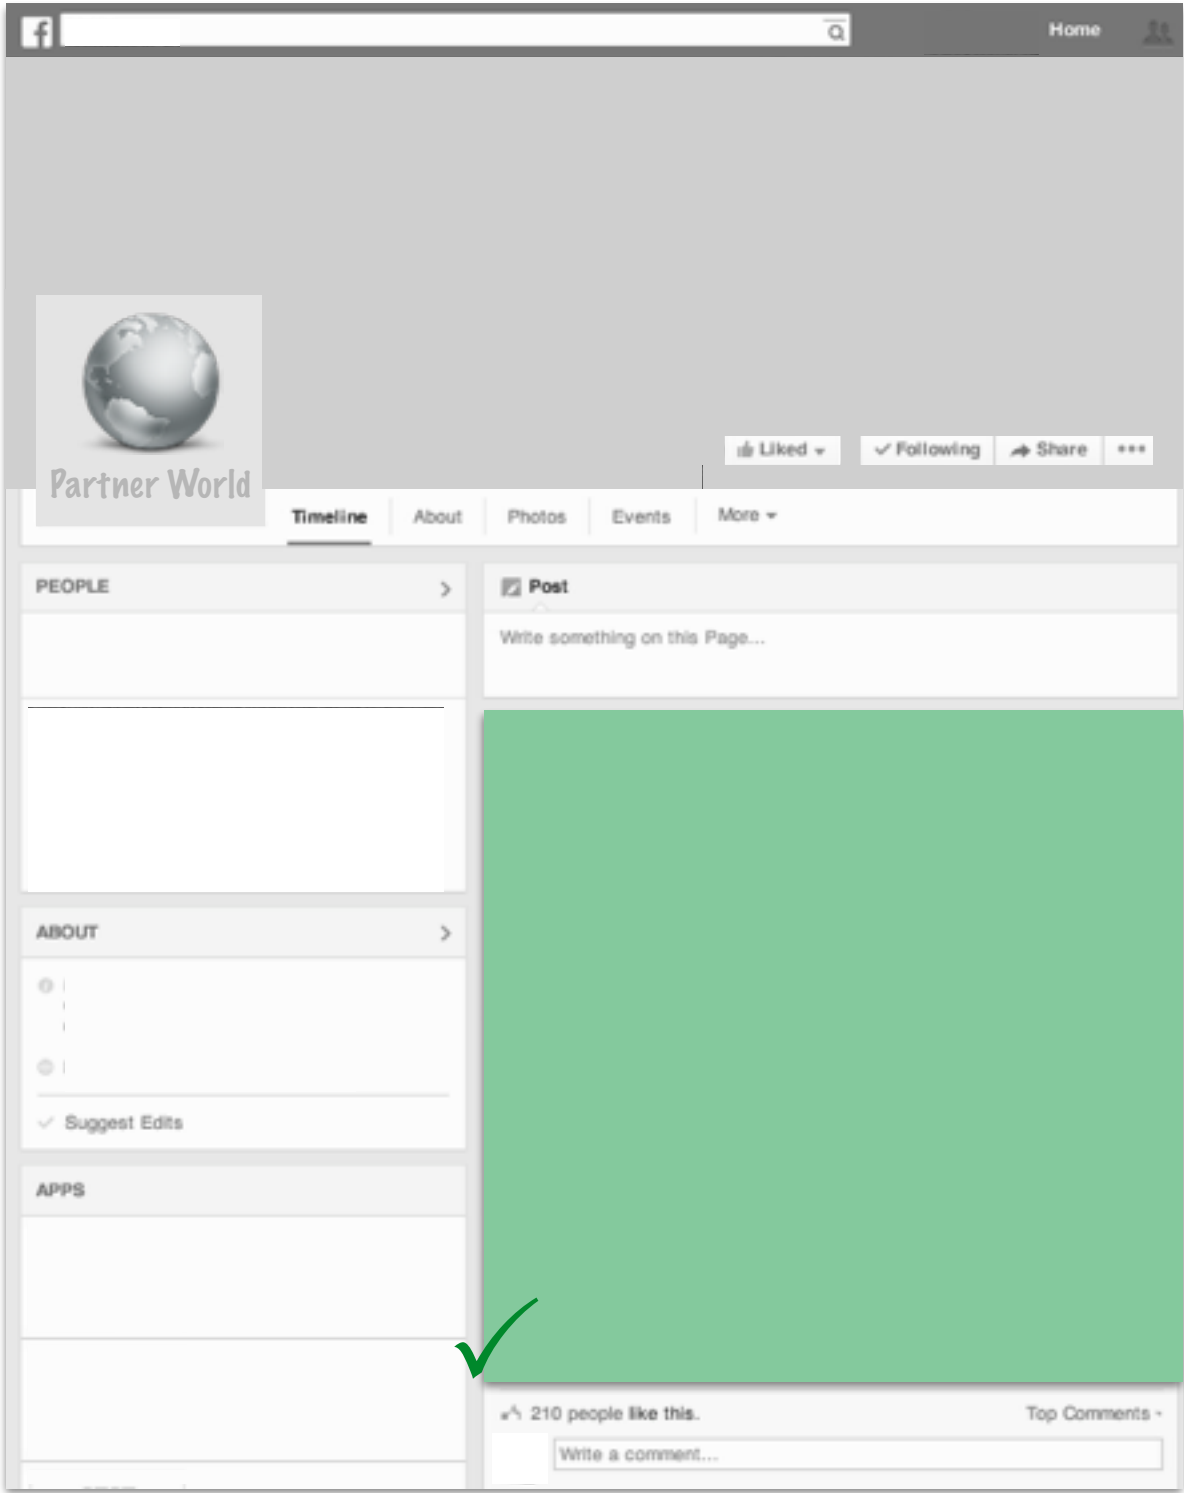 Home
Partner World
Liked
Following
Share
Timeline
About
Photos
Events
More
PEOPLE
Post
Write something on this Page...
ABOUT
Suggest Edits
APPS
210 people like this.
Top Comments
Write a comment...